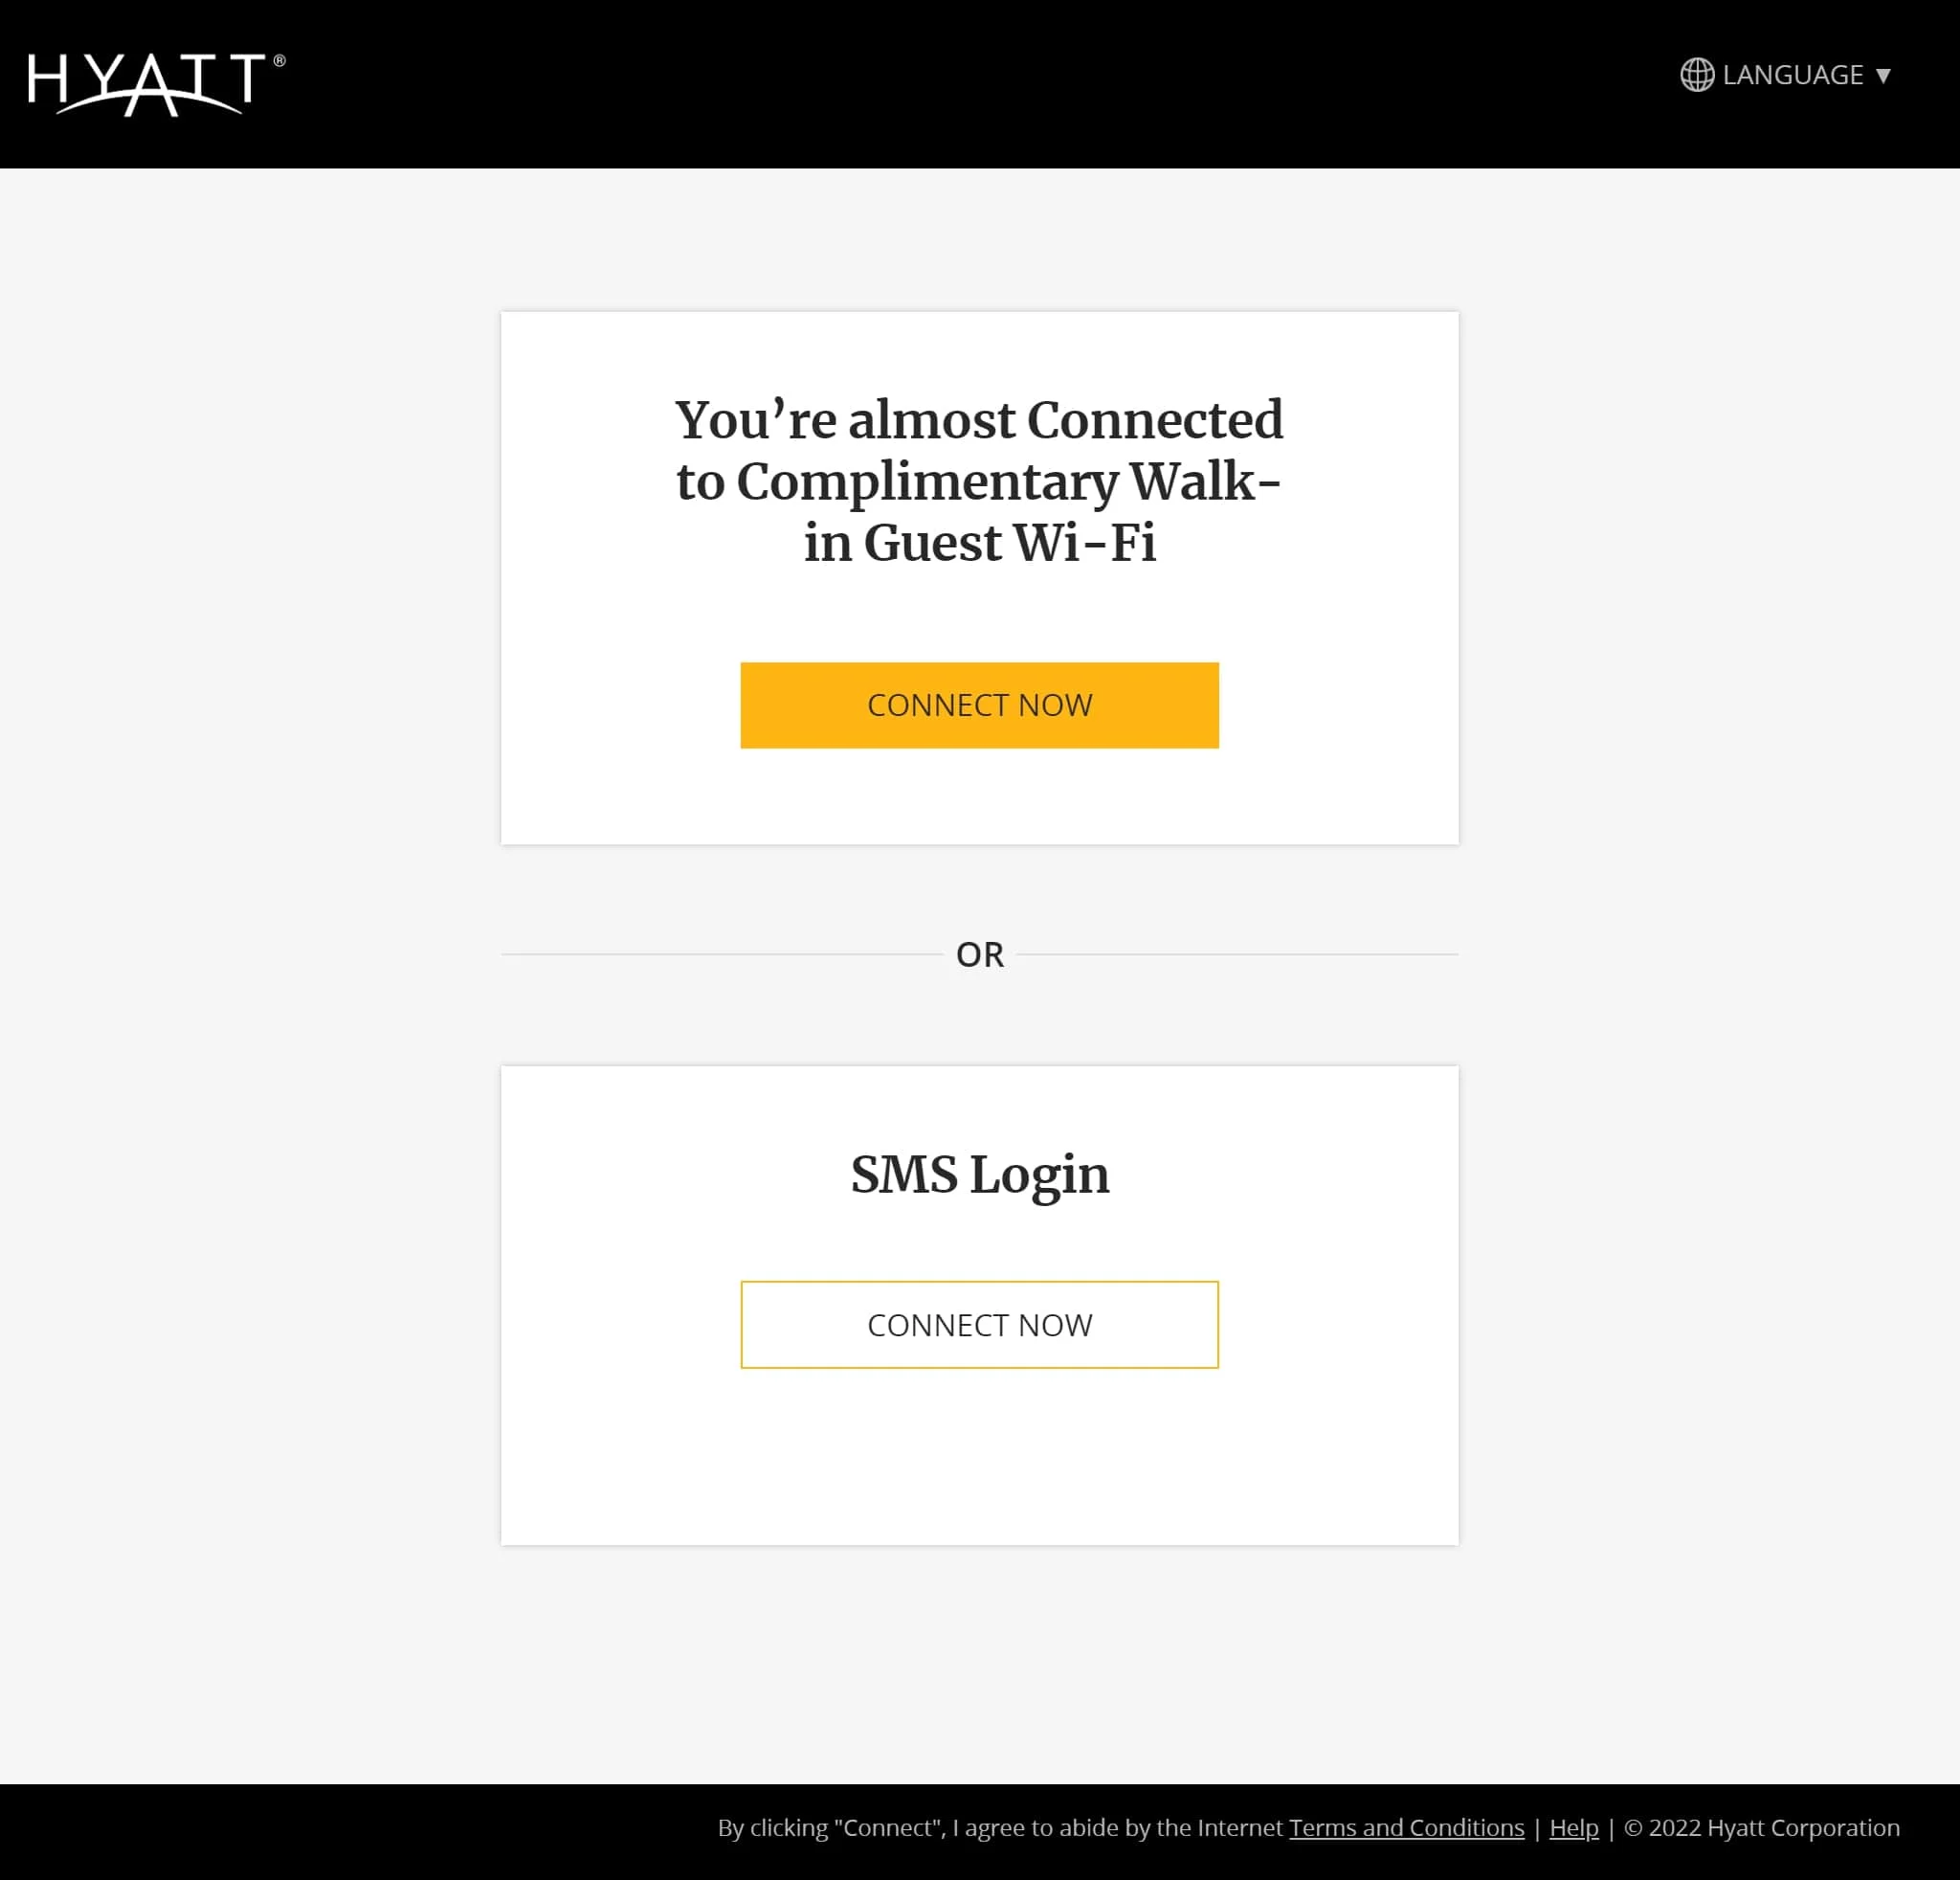 HYATT®
LANGUAGE ▼
You’re almost Connected
to Complimentary Walk-
in Guest Wi-Fi
CONNECT NOW
OR
SMS Login
CONNECT NOW
By clicking "Connect", I agree to abide by the Internet Terms and Conditions | Help | © 2022 Hyatt Corporation